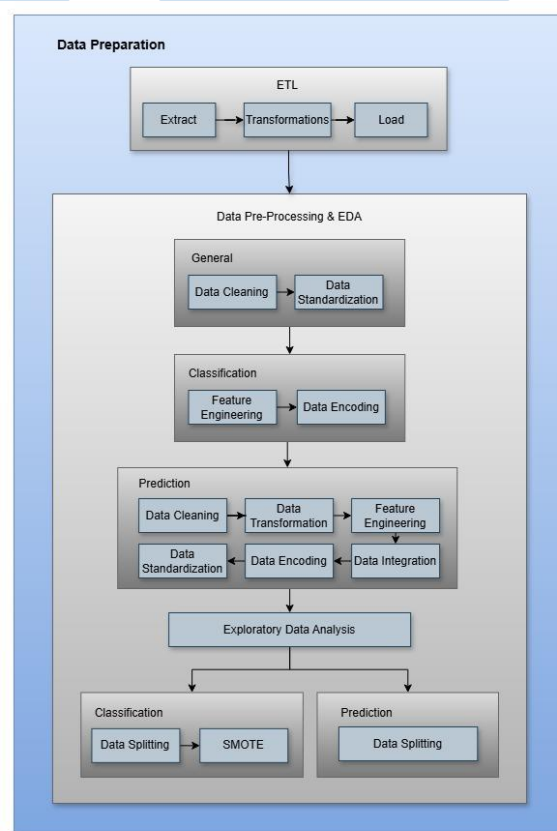 Data Preparation
ETL
Extract
Transformations
Load
Data Pre-Processing & EDA
General
Data Cleaning
Data
Standardization
Classification
Feature
Engineering
Data Encoding
Prediction
Data Cleaning
Data
Transformation
Feature
Engineering
Data
Standardization
Data Encoding
Data Integration
Exploratory Data Analysis
Classification
Data Splitting
SMOTE
Prediction
Data Splitting